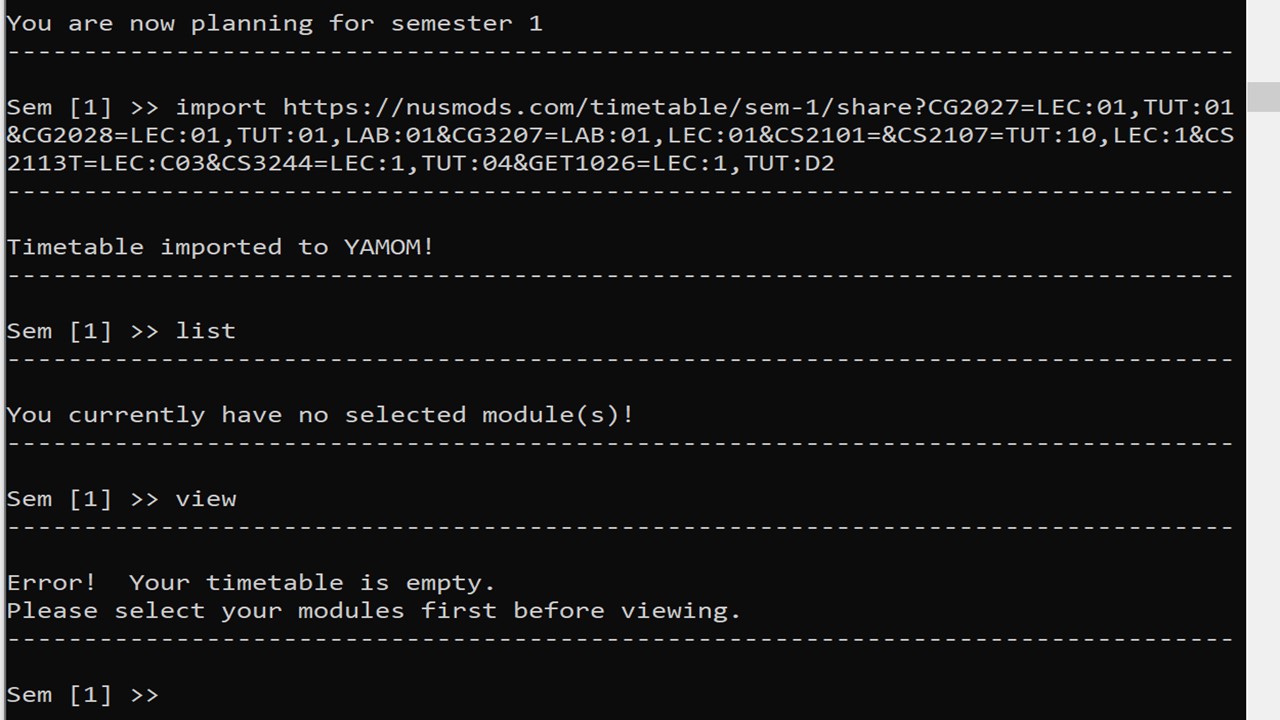 You are now planning for semester 1
--------------------------------------------------------------------------------
Sem [1] >> import https://nusmods.com/timetable/sem-1/share?CG2027=LEC:01,TUT:01
&CG2028=LEC:01,TUT:01,LAB:01&CG3207=LAB:01,LEC:01&CS2101=&CS2107=TUT:10,LEC:1&CS
2113T=LEC:C03&CS3244=LEC:1,TUT:04&GET1026=LEC:1,TUT:D2
--------------------------------------------------------------------------------
Timetable imported to YAMOM!
--------------------------------------------------------------------------------
Sem [1] >> list
--------------------------------------------------------------------------------
You currently have no selected module(s)!
--------------------------------------------------------------------------------
Sem [1] >> view
--------------------------------------------------------------------------------
Error!  Your timetable is empty.
Please select your modules first before viewing.
--------------------------------------------------------------------------------
Sem [1] >>